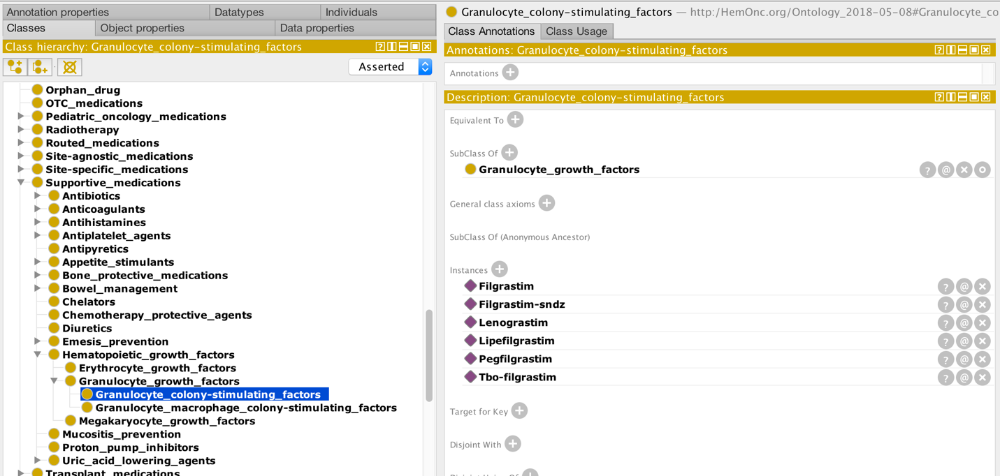 Annotation properties
Datatypes
Individuals
Classes
Object properties
Data properties
Class hierarchy: Granulocyte_colony-stimulating_factors
Asserted
Orphan_drug
OTC_medications
Pediatric_oncology_medications
Radiotherapy
Routed_medications
Site-agnostic_medications
Site-specific_medications
Supportive_medications
Antibiotics
Anticoagulants
Antihistamines
Antiplatelet_agents
Antipyretics
Appetite_stimulants
Bone_protective_medications
Bowel_management
Chelators
Chemotherapy_protective_agents
Diuretics
Emesis_prevention
Hematopoietic_growth_factors
Erythrocyte_growth_factors
Granulocyte_growth_factors
Granulocyte_colony-stimulating_factors
Granulocyte_macrophage_colony-stimulating_factors
Megakaryocyte_growth_factors
Mucositis_prevention
Proton_pump_inhibitors
Uric_acid_lowering_agents
Transplant_medications
Granulocyte_colony-stimulating_factors — http:/HemOnc.org/Ontology_2018-05-08#Granulocyte_co
Class Annotations
Class Usage
Annotations: Granulocyte_colony-stimulating_factors
Annotations
Description: Granulocyte_colony-stimulating_factors
Equivalent To
SubClass Of
Granulocyte_growth_factors
General class axioms
SubClass Of (Anonymous Ancestor)
Instances
Filgrastim
Filgrastim-sndz
Lenograstim
Lipefilgrastim
Pegfilgrastim
Tbo-filgrastim
Target for Key
Disjoint With